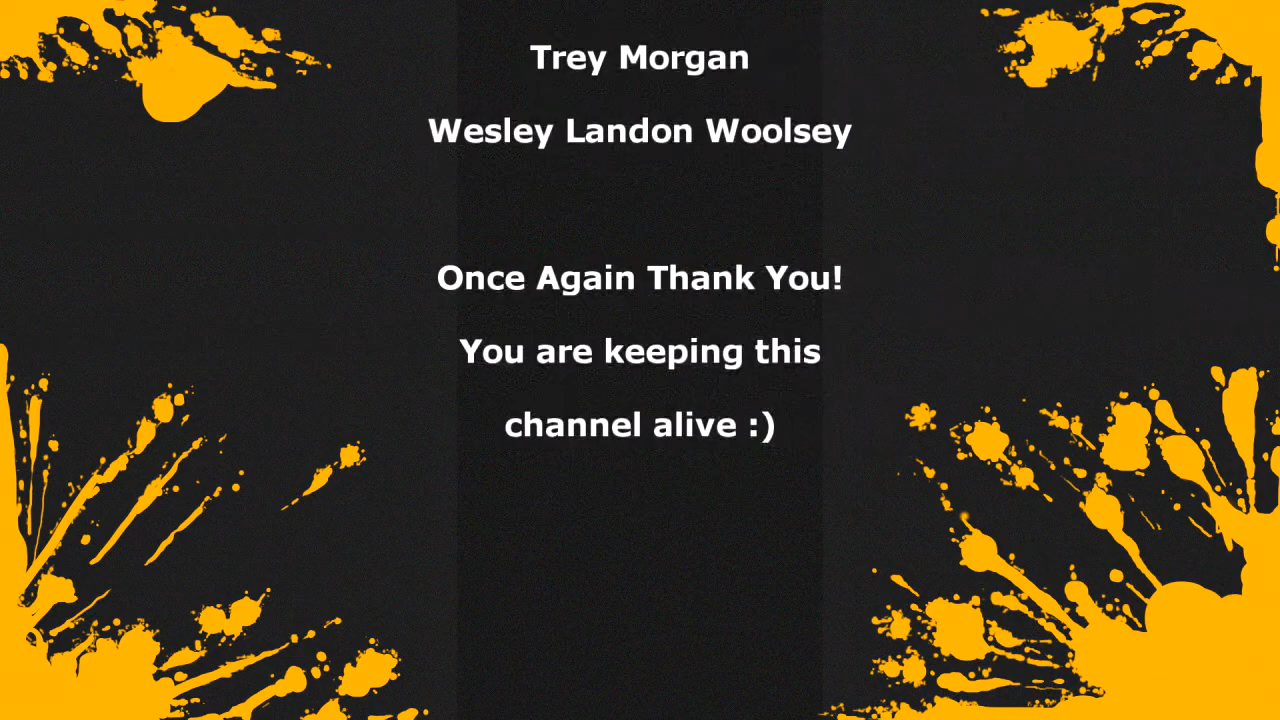 Trey Morgan
Wesley Landon Woolsey
Once Again Thank You!
You are keeping this
channel alive :)